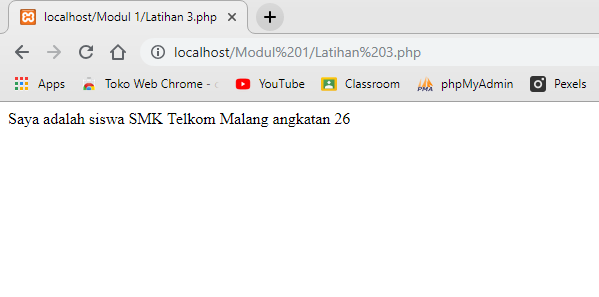 localhost/Modul 1/Latihan 3.php
localhost/Modul%201/Latihan%203.php
Apps Toko Web Chrome - YouTube Classroom PMA phpMyAdmin Pexels
Saya adalah siswa SMK Telkom Malang angkatan 26